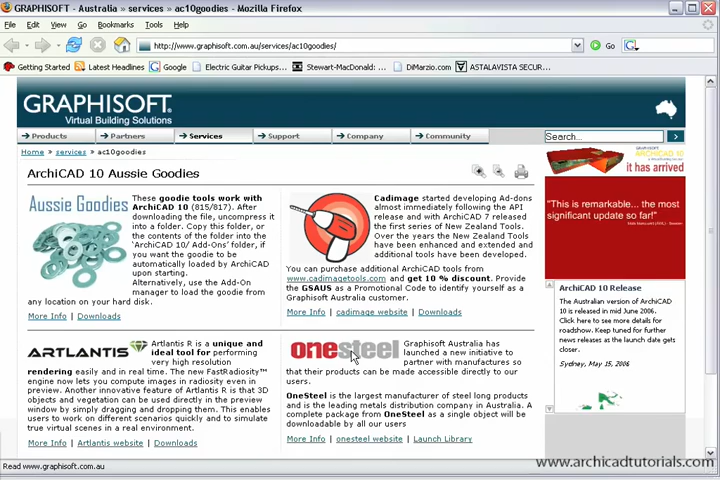 GRAPHISOFT - Australia » services » ac10goodies - Mozilla Firefox
File Edit View Go Bookmarks Tools Help
http://www.graphisoft.com.au/services/ac10goodies/
Go
Getting Started Latest Headlines Google Electric Guitar Pickups... Stewart-MacDonald: ... DiMarzio.com ASTALAVISTA SECUR...
GRAPHISOFT
Virtual Building Solutions
Products Partners Services Support Company Community Search...
Home » services » ac10goodies
ArchiCAD 10 Aussie Goodies
Aussie Goodies
These goodie tools work with
ArchiCAD 10 (815/817). After
downloading the file, uncompress it
into a folder. Copy this folder, or
the contents of the folder into the
'ArchiCAD 10/ Add-Ons' folder, if
you want the goodie to be
automatically loaded by ArchiCAD
upon starting.
Alternatively, use the Add-On
manager to load the goodie from
any location on your hard disk.
More Info | Downloads
Cadimage started developing Ad-dons
almost immediately following the API
release and with ArchiCAD 7 released
the first series of New Zealand Tools.
Over the years the New Zealand Tools
have been enhanced and extended and
additional tools have been developed.
You can purchase additional ArchiCAD tools from
www.cadimagetools.com and get 10 % discount. Provide
the GSAUS as a Promotional Code to identify yourself as a
Graphisoft Australia customer.
More Info | cadimage website | Downloads
ARTLANTIS
Artlantis R is a unique and
ideal tool for performing
very high resolution
rendering easily and in real time. The new FastRadiosity™
engine now lets you compute images in radiosity even in
preview. Another innovative feature of Artlantis R is that 3D
objects and vegetation can be used directly in the preview
window by simply dragging and dropping them. This enables
users to work on different scenarios quickly and to simulate
true virtual scenes in a real environment.
More Info | Artlantis website | Downloads
onesteel
Graphisoft Australia has
launched a new initiative to
partner with manufactures so
that their products can be made accessible directly to our
users.
OneSteel is the largest manufacturer of steel long products
and is the leading metals distribution company in Australia. A
complete package from OneSteel as a single object will be
downloadable by all our users
More Info | onesteel website | Launch Library
ARCHICAD 10
it has arrived
"This is remarkable... the most
significant update so far!"
ArchiCAD 10 Release
The Australian version of ArchiCAD
10 is released in mid June 2006.
Click here to see more details for
roadshow. Keep tuned for further
news releases as the launch date gets
closer.
Sydney, May 15, 2006
Read www.graphisoft.com.au
www.archicadtutorials.com